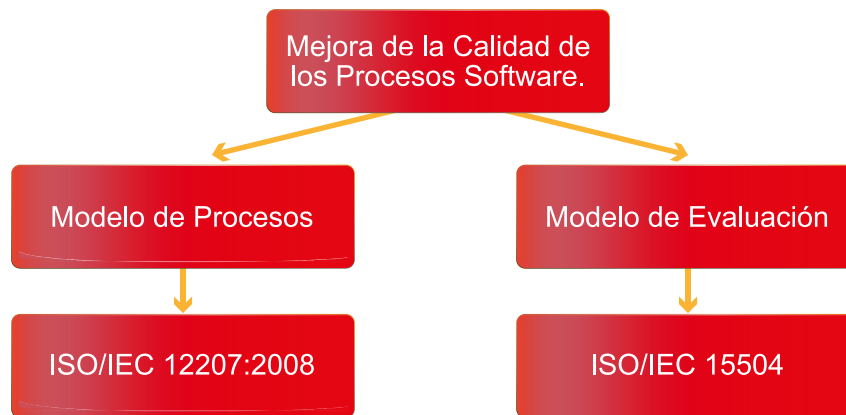 Mejora de la Calidad de
los Procesos Software.
Modelo de Procesos
Modelo de Evaluación
ISO/IEC 12207:2008
ISO/IEC 15504